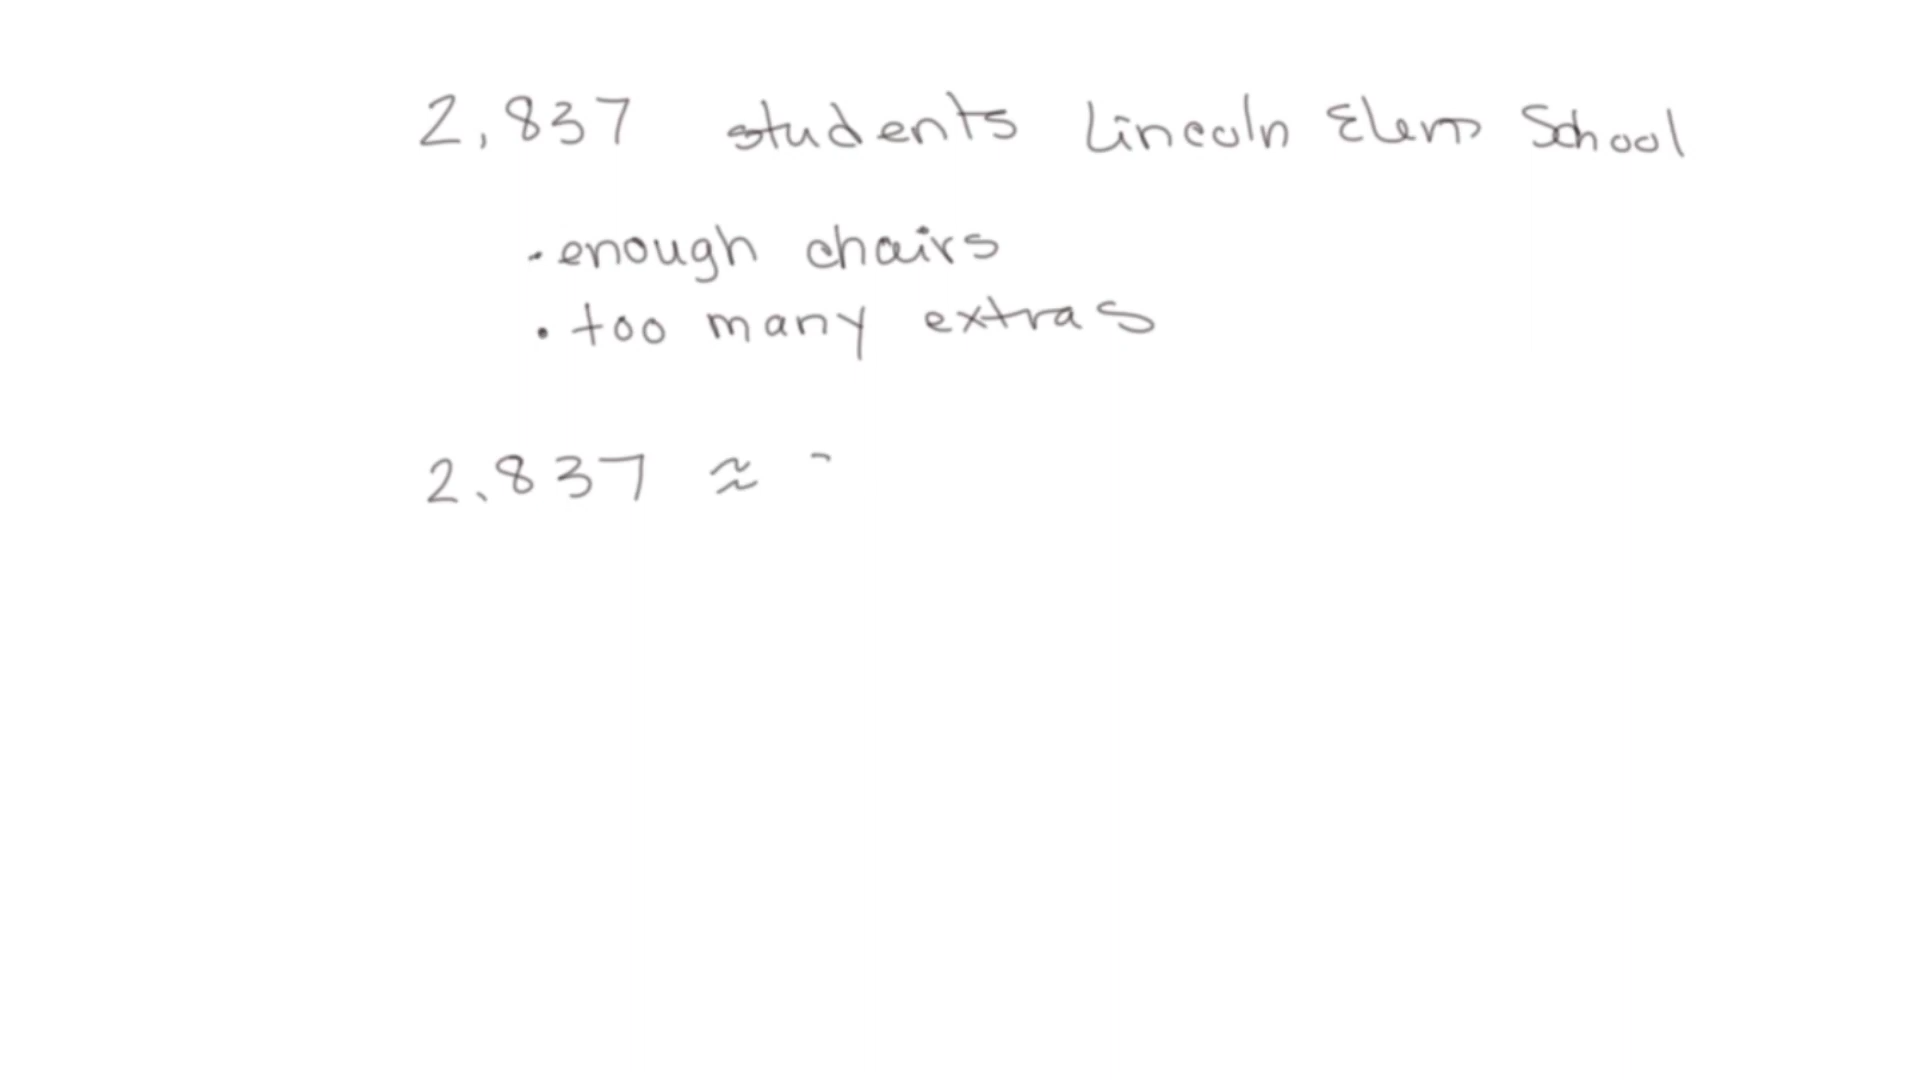 2,837 students Lincoln Elem School
• enough chairs
• too many extras
2,837 ≈